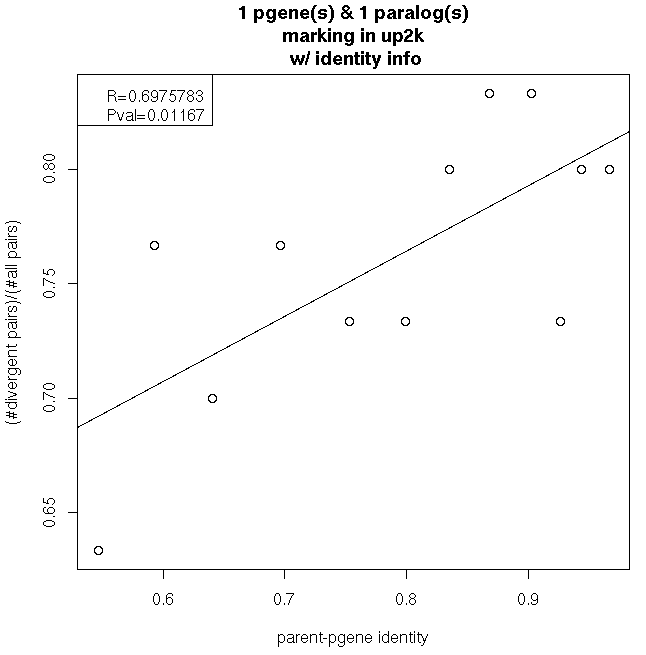 1 pgene(s) & 1 paralog(s)
marking in up2k
w/ identity info
R=0.6975783
Pval=0.01167
(#divergent pairs)/(#all pairs)
0.80
0.75
0.70
0.65
0.6 0.7 0.8 0.9
parent-pgene identity